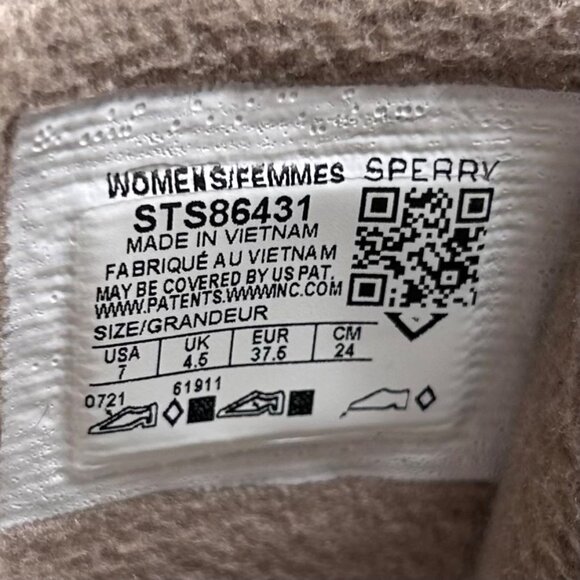 WOMENS/FEMMES SPERRY
STS86431
MADE IN VIETNAM
FABRIQUÉ AU VIETNAM
MAY BE COVERED BY US PAT.
WWW.PATENTS.WWWINC.COM
SIZE/GRANDEUR
USA UK EUR CM
7 4.5 37.5 24
0721 61911